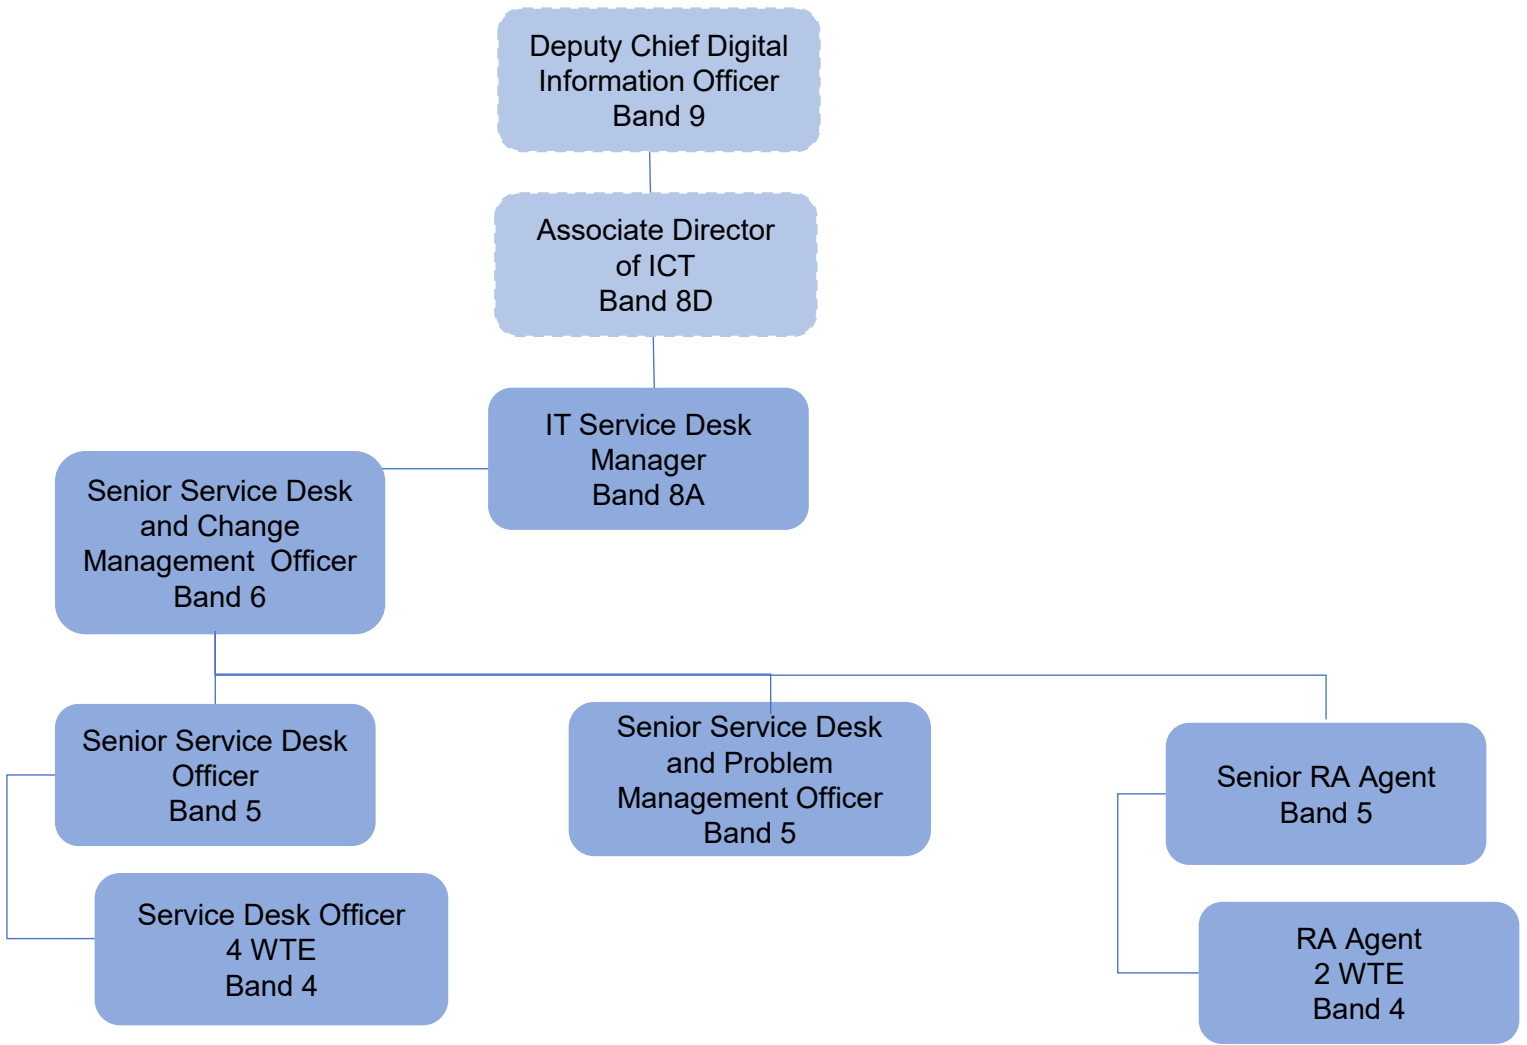 Deputy Chief Digital
Information Officer
Band 9
Associate Director
of ICT
Band 8D
IT Service Desk
Manager
Band 8A
Senior Service Desk
and Change
Management  Officer
Band 6
Senior Service Desk
Officer
Band 5
Senior Service Desk
and Problem
Management Officer
Band 5
Senior RA Agent
Band 5
Service Desk Officer
4 WTE
Band 4
RA Agent
2 WTE
Band 4